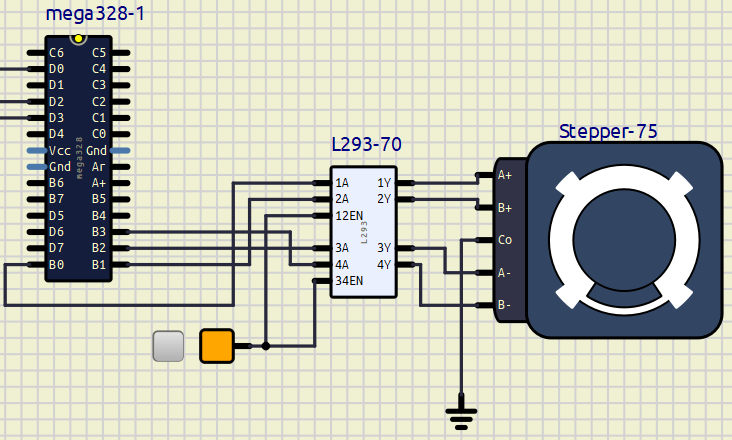 mega328-1
C6 C5
D0 C4
D1 C3
D2 C2
D3 C1
D4 C0
Vcc Gnd
Gnd Ar
B6 A+
B7 B5
D5 B4
D6 B3
D7 B2
B0 B1
mega328
L293-70
1A 1Y
2A 2Y
12EN
3A 3Y
4A 4Y
34EN
L293
Stepper-75
A+
B+
Co
A-
B-